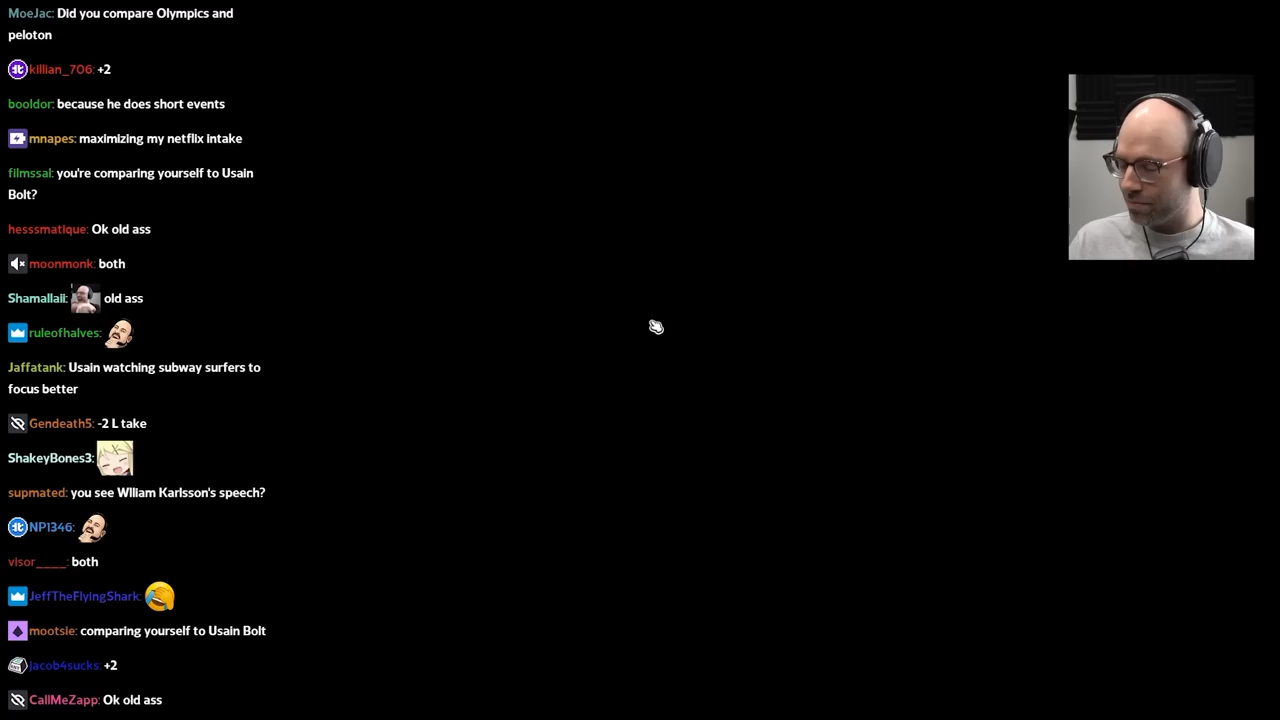 MoeJac: Did you compare Olympics and
peloton
killian_706: +2
booldor: because he does short events
mnapes: maximizing my netflix intake
filmssal: you're comparing yourself to Usain
Bolt?
hesssmatique: Ok old ass
moonmonk: both
Shamallaii: old ass
ruleofhalves:
Jaffatank: Usain watching subway surfers to
focus better
Gendeath5: -2 L take
ShakeyBones3:
supmated: you see Wlliam Karlsson's speech?
NP1346:
visor____: both
JeffTheFlyingShark:
mootsie: comparing yourself to Usain Bolt
jacob4sucks: +2
CallMeZapp: Ok old ass